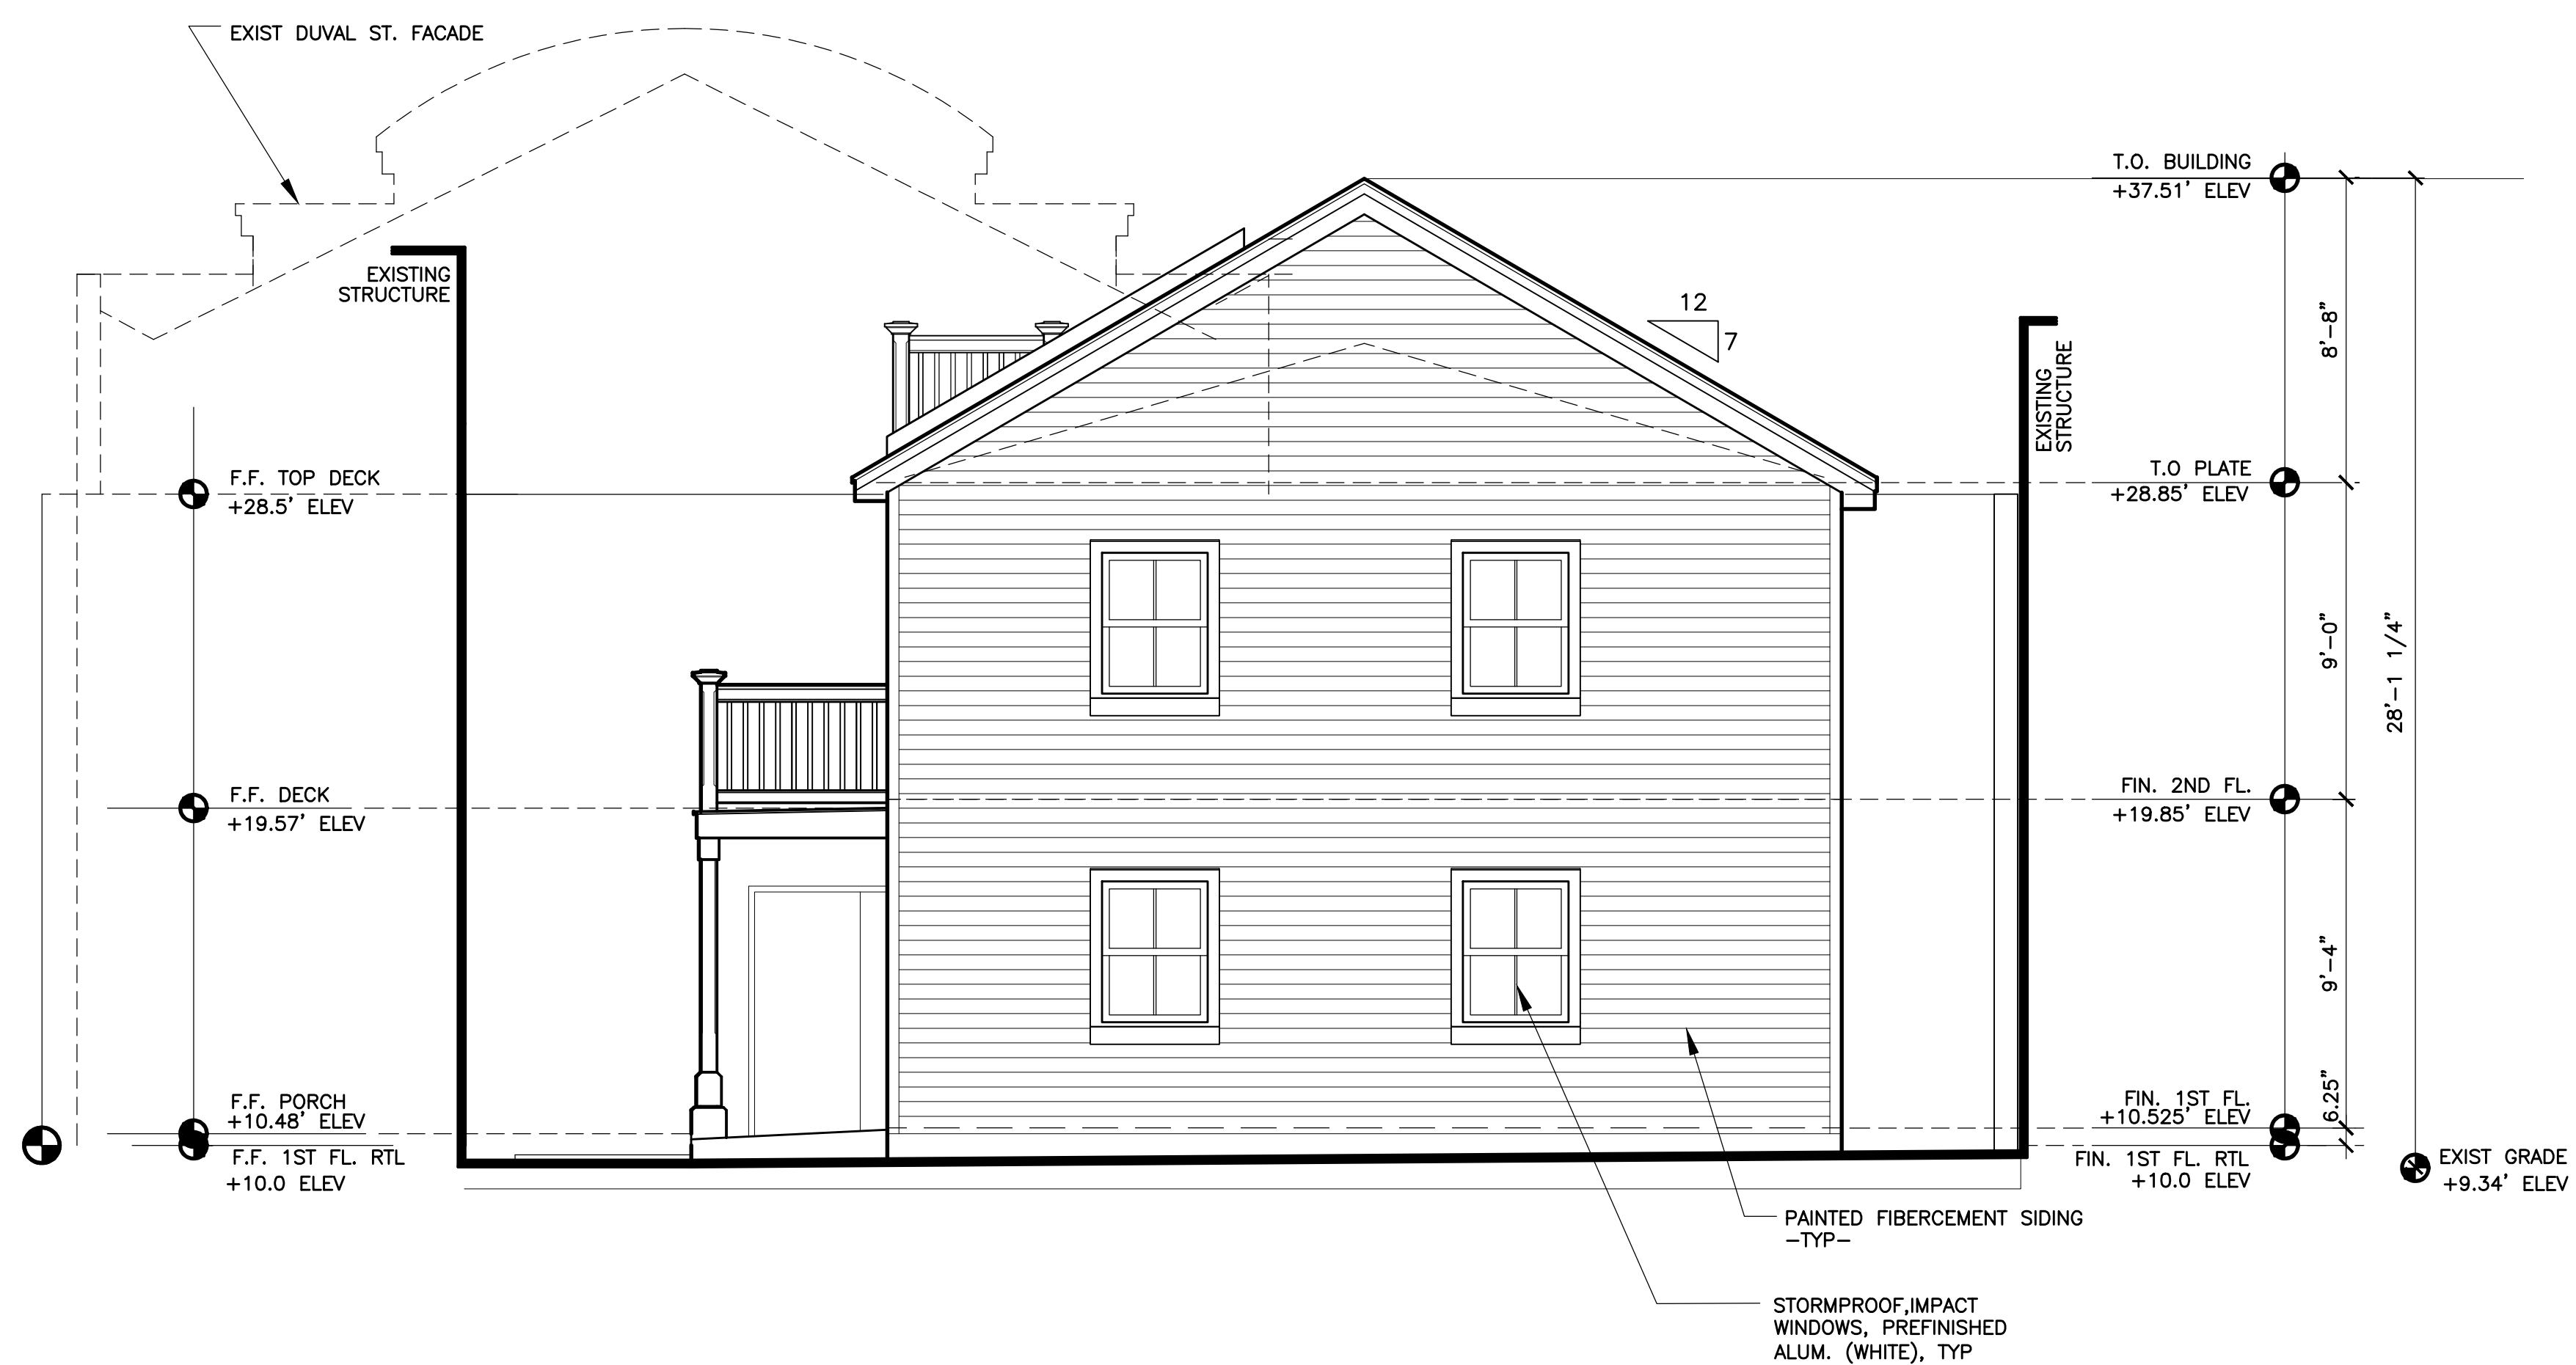 EXIST DUVAL ST. FACADE
T.O. BUILDING
+37.51' ELEV
EXISTING
STRUCTURE
12
7
8'-8"
EXISTING
STRUCTURE
F.F. TOP DECK
+28.5' ELEV
T.O PLATE
+28.85' ELEV
9'-0"
28'-1 1/4"
F.F. DECK
+19.57' ELEV
FIN. 2ND FL.
+19.85' ELEV
9'-4"
F.F. PORCH
+10.48' ELEV
F.F. 1ST FL. RTL
+10.0 ELEV
FIN. 1ST FL.
+10.525' ELEV
6.25"
FIN. 1ST FL. RTL
+10.0 ELEV
EXIST GRADE
+9.34' ELEV
PAINTED FIBERCEMENT SIDING
-TYP-
STORMPROOF,IMPACT
WINDOWS, PREFINISHED
ALUM. (WHITE), TYP